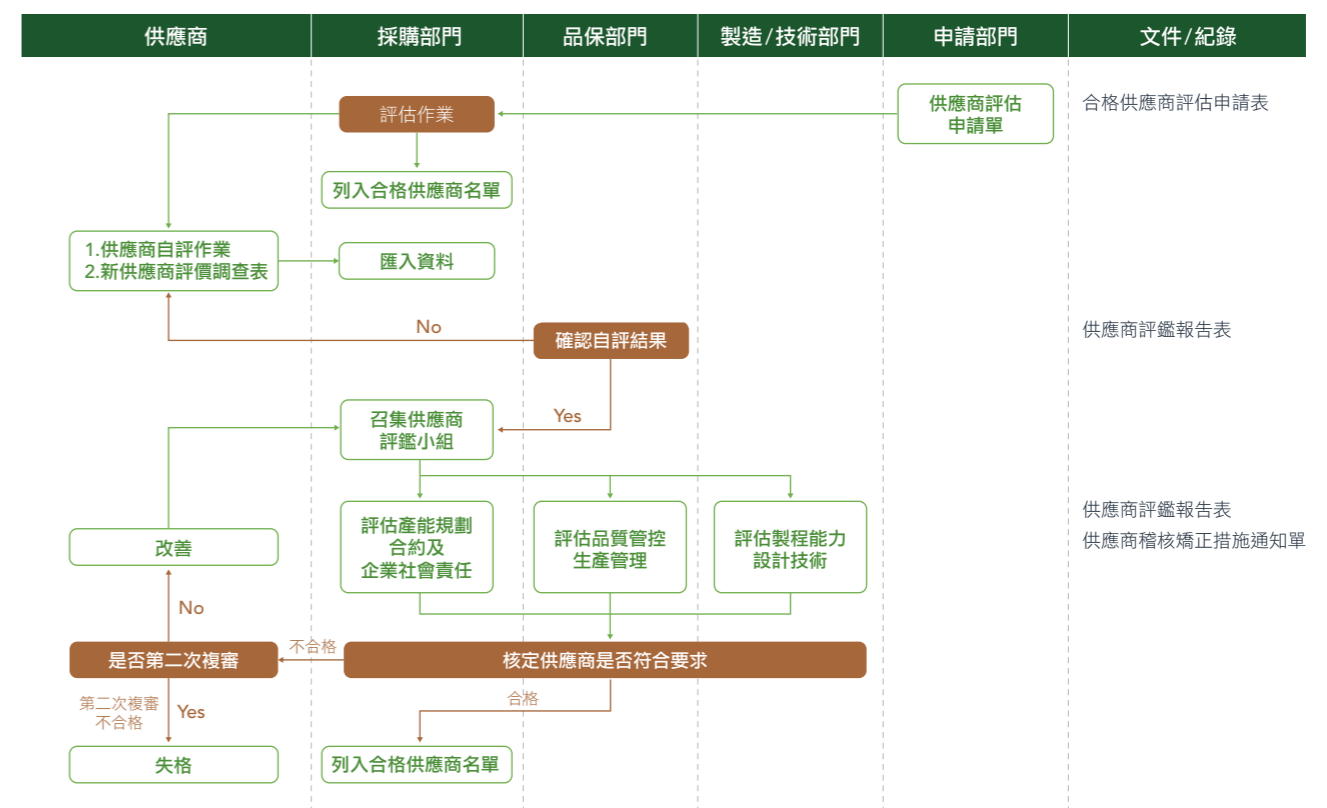 供應商
採購部門
品保部門
製造/技術部門
申請部門
文件/紀錄
評估作業
供應商評估
申請單
合格供應商評估申請表
列入合格供應商名單
1.供應商自評作業
2.新供應商評價調查表
匯入資料
No
確認自評結果
供應商評鑑報告表
Yes
召集供應商
評鑑小組
改善
評估產能規劃
合約及
企業社會責任
評估品質管控
生產管理
評估製程能力
設計技術
供應商評鑑報告表
供應商稽核矯正措施通知單
No
是否第二次複審
不合格
核定供應商是否符合要求
第二次複審
不合格
Yes
合格
失格
列入合格供應商名單